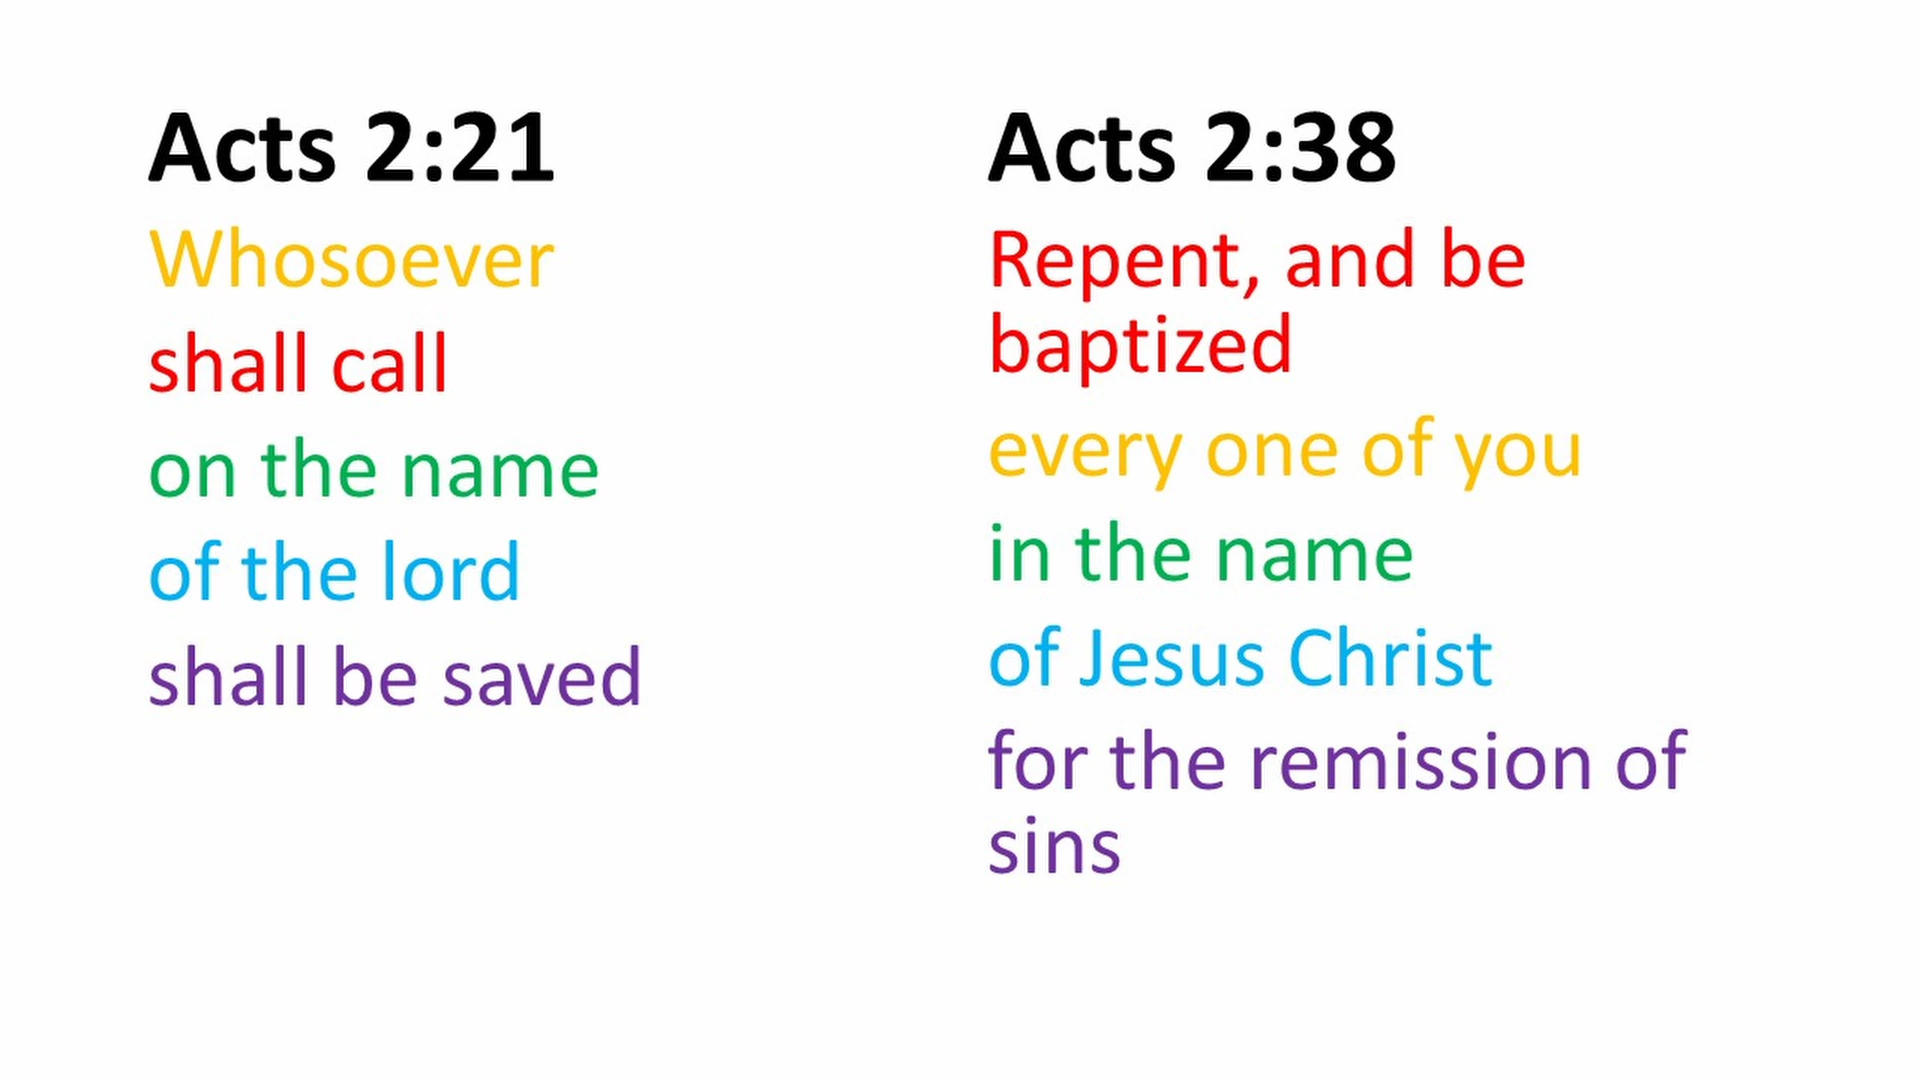 Acts 2:21
Whosoever
shall call
on the name
of the lord
shall be saved
Acts 2:38
Repent, and be
baptized
every one of you
in the name
of Jesus Christ
for the remission of
sins